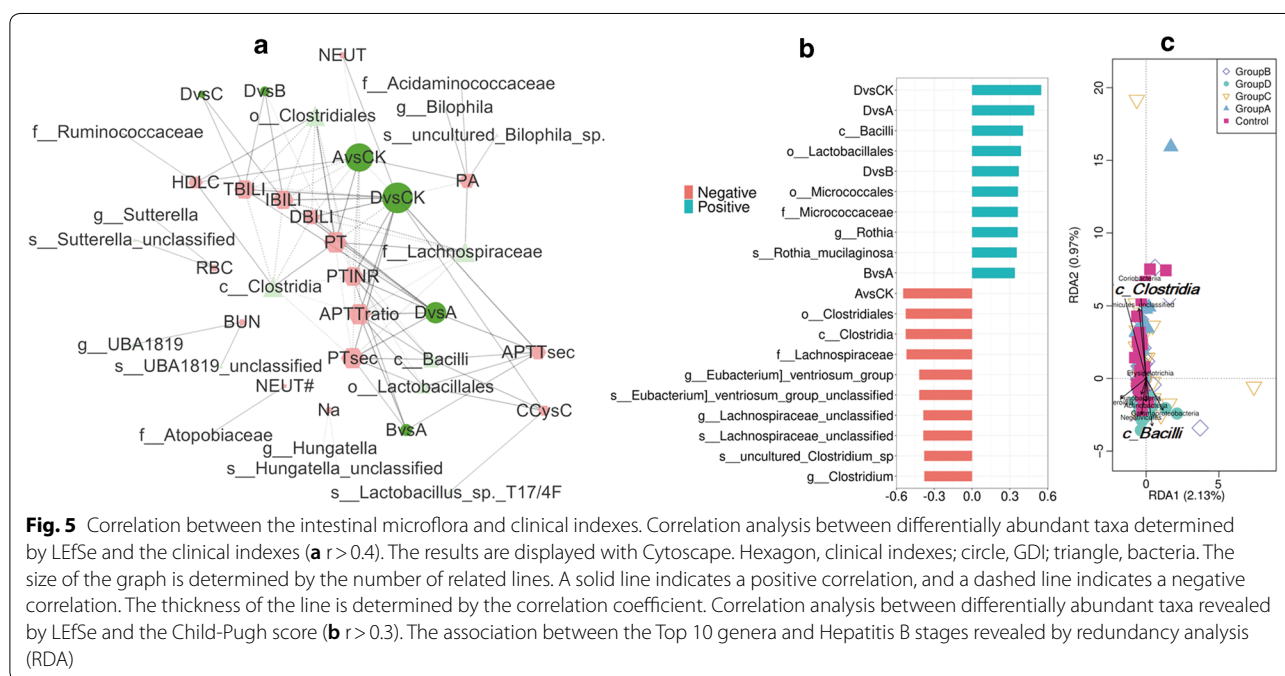 a
NEUT
f__Acidaminococcaceae
DvsC
DvsB
g__Bilophila
o__Clostridiales
f__Ruminococcaceae
s__uncultured_Bilophila_sp.
AvsCK
HDLC
TBILI
PA
IBILI
DvsCK
DBILI
g__Sutterella
PT
s__Sutterella_unclassified
f__Lachnospiraceae
RBC
PTINR
c__Clostridia
BUN
APTTratio
DvsA
g__UBA1819
PTsec
c__Bacilli
APTTsec
s__UBA1819_unclassified
NEUT#
o__Lactobacillales
Na
CCysC
f__Atopobiaceae
BvsA
g__Hungatella
s__Hungatella_unclassified
s__Lactobacillus_sp._T17/4F
b
Negative
Positive
DvsCK
DvsA
c__Bacilli
o__Lactobacillales
DvsB
o__Micrococcales
f__Micrococcaceae
g__Rothia
s__Rothia_mucilaginosa
BvsA
AvsCK
o__Clostridiales
c__Clostridia
f__Lachnospiraceae
g__Eubacterium]_ventriosum_group
s__Eubacterium]_ventriosum_group_unclassified
g__Lachnospiraceae_unclassified
s__Lachnospiraceae_unclassified
s__uncultured_Clostridium_sp
g__Clostridium
-0.6 -0.3 0.0 0.3 0.6
c
GroupB
GroupD
GroupC
GroupA
Control
20
15
10
5
0
−5
RDA2 (0.97%)
Coriobacteriia
c_Clostridia
Erysipelotrichia
Negativicutes
c_Bacilli
0 5
RDA1 (2.13%)
Fig. 5 Correlation between the intestinal microflora and clinical indexes. Correlation analysis between differentially abundant taxa determined
by LEfSe and the clinical indexes (a r > 0.4). The results are displayed with Cytoscape. Hexagon, clinical indexes; circle, GDI; triangle, bacteria. The
size of the graph is determined by the number of related lines. A solid line indicates a positive correlation, and a dashed line indicates a negative
correlation. The thickness of the line is determined by the correlation coefficient. Correlation analysis between differentially abundant taxa revealed
by LEfSe and the Child-Pugh score (b r > 0.3). The association between the Top 10 genera and Hepatitis B stages revealed by redundancy analysis
(RDA)